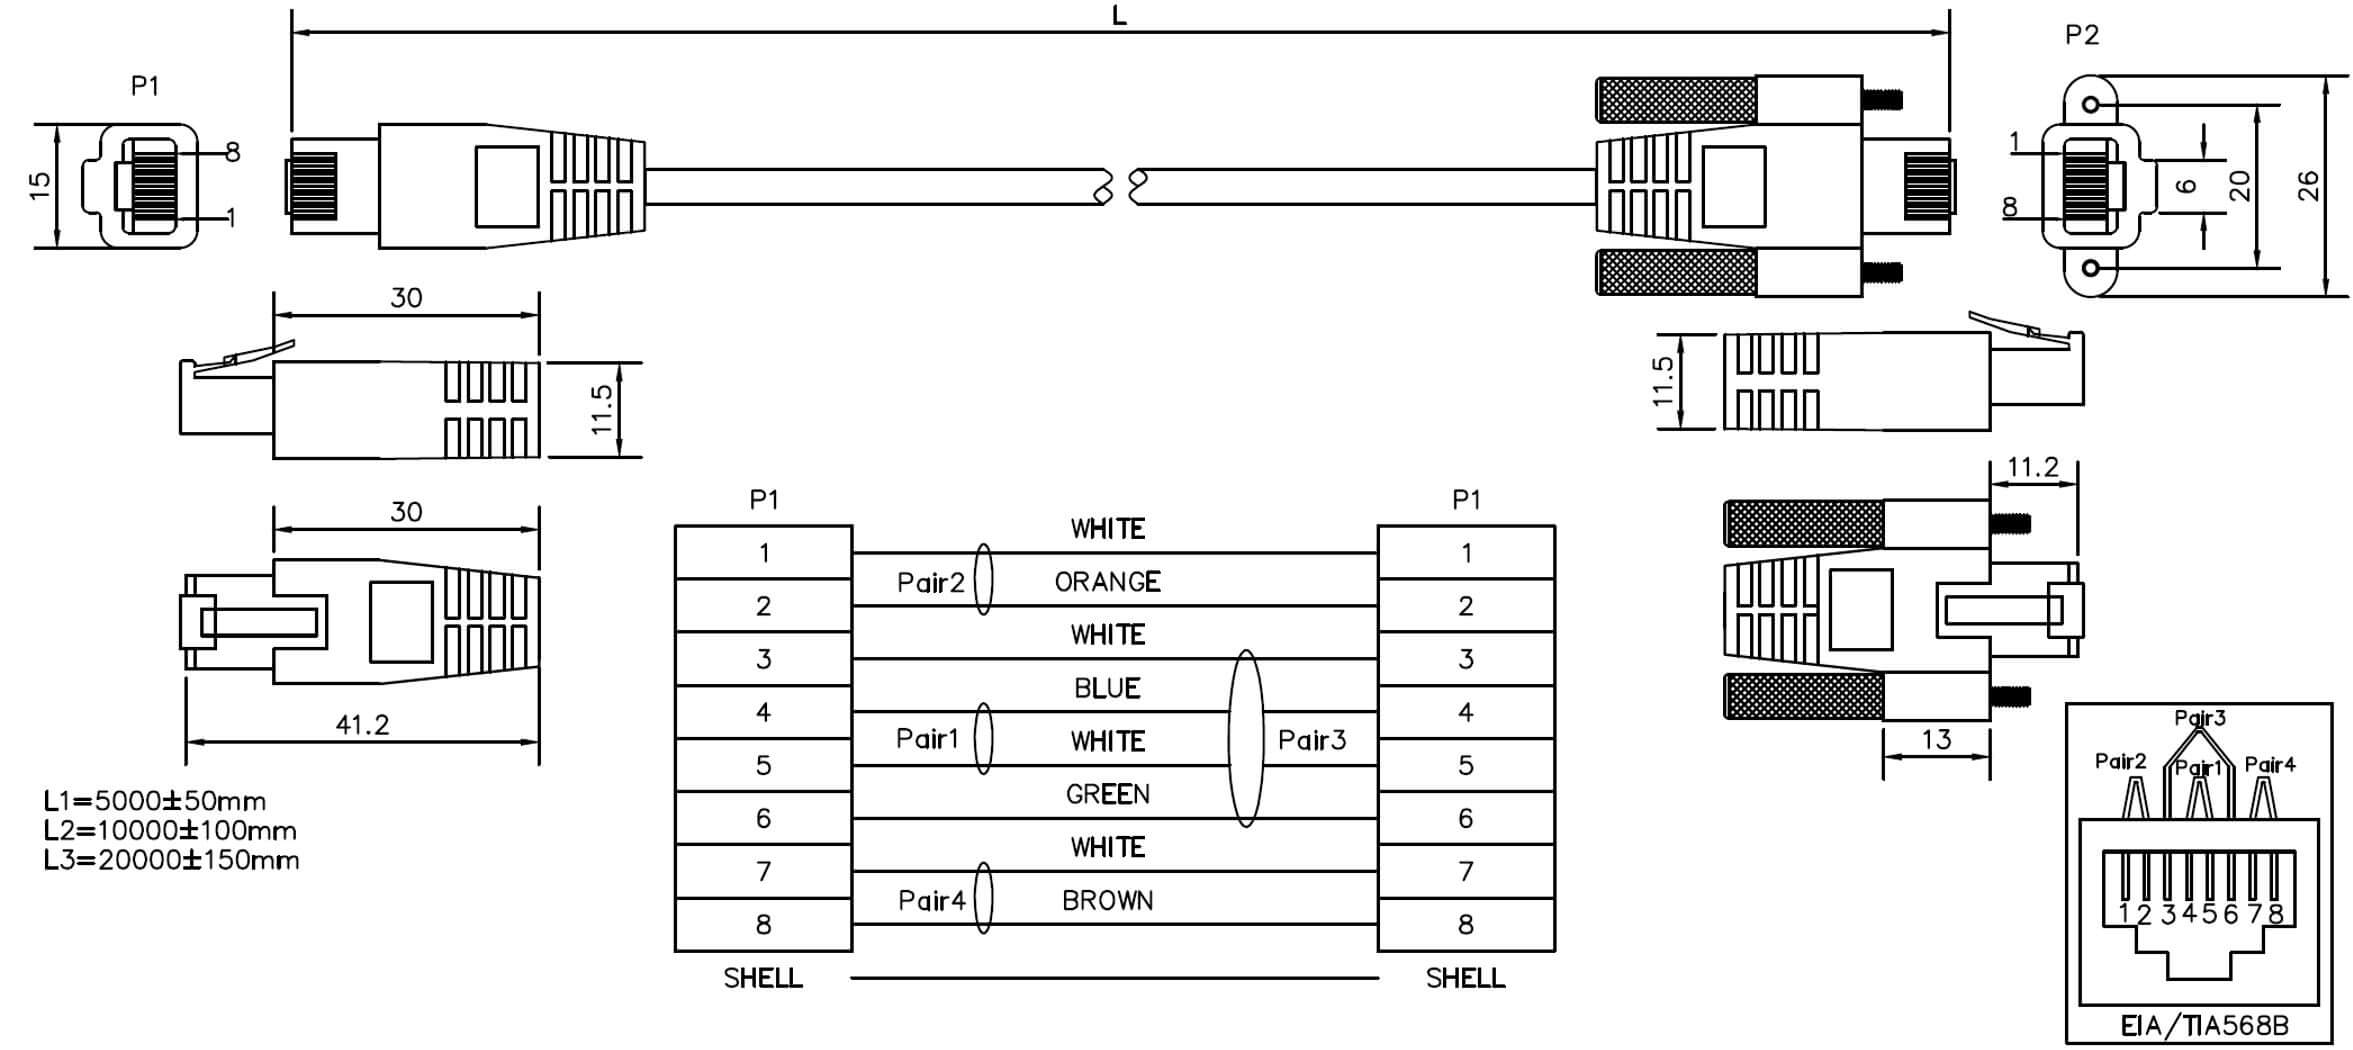 L
P1
P2
8
1
15
1
8
6
20
26
30
11.5
11.5
30
41.2
11.2
13
L1=5000±50mm
L2=10000±100mm
L3=20000±150mm
P1
P1
WHITE
1
1
Pair2
ORANGE
2
2
WHITE
3
3
BLUE
4
4
Pair1
WHITE
Pair3
5
5
GREEN
6
6
WHITE
7
7
Pair4
BROWN
8
8
SHELL
SHELL
Pair3
Pair2
Pair1
Pair4
1 2 3 4 5 6 7 8
EIA/TIA568B